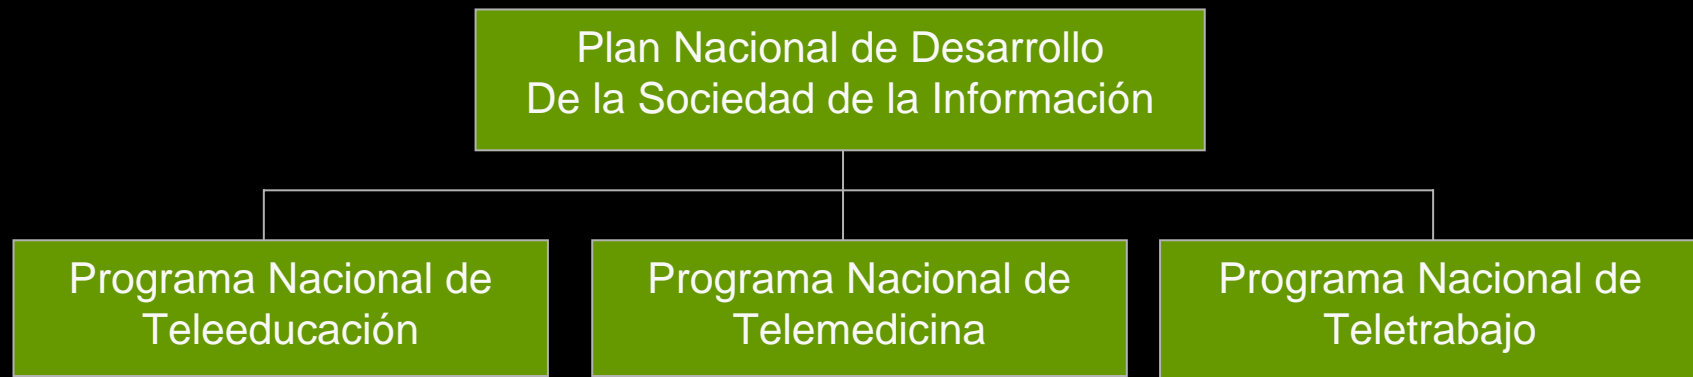 Plan Nacional de Desarrollo
De la Sociedad de la Información
Programa Nacional de
Teleeducación
Programa Nacional de
Telemedicina
Programa Nacional de
Teletrabajo